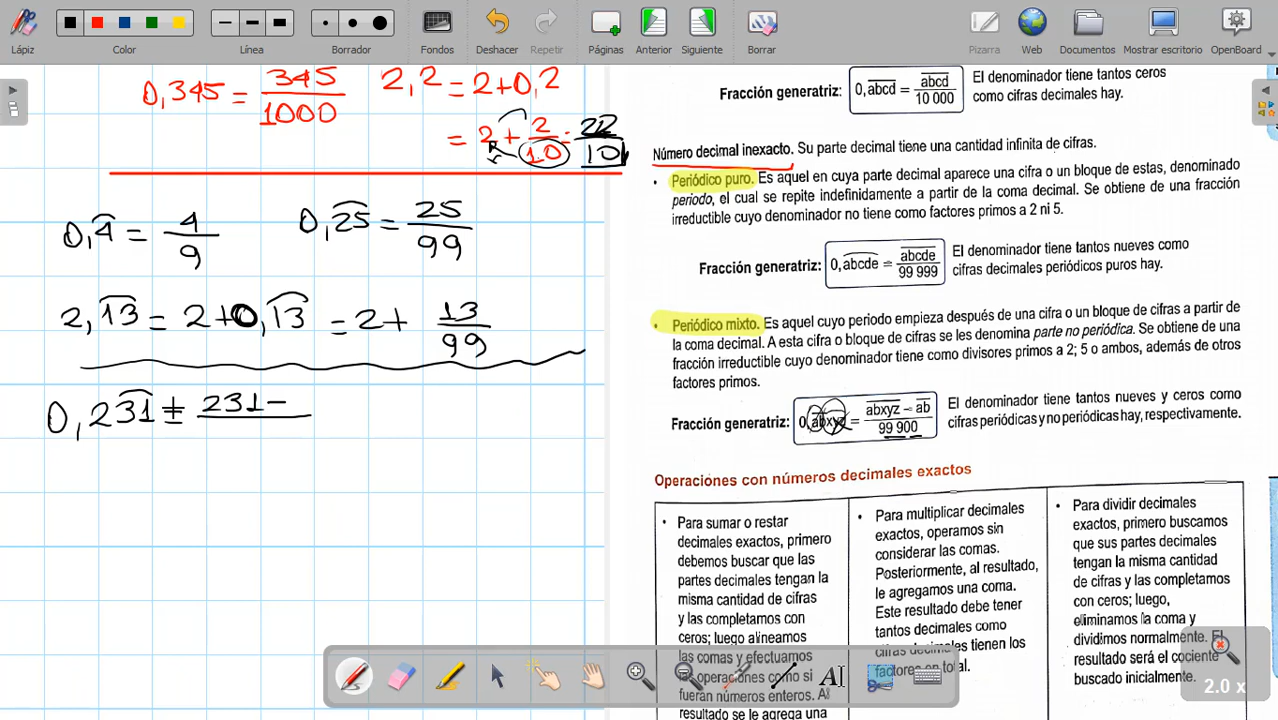 Lápiz
Color
Línea
Borrador
Fondos
Deshacer
Repetir
Páginas
Anterior
Siguiente
Borrar
Pizarra
Web
Documentos
Mostrar escritorio
OpenBoard
0,345 = 345/1000
2,2 = 2+0,2
= 2 + 2/10 = 22/10
0,4 = 4/9
0,25 = 25/99
2,13 = 2+0,13 = 2+ 13/99
0,231 = 231-
Fracción generatriz:
0,abcd = abcd/10 000
El denominador tiene tantos ceros
como cifras decimales hay.
Número decimal inexacto. Su parte decimal tiene una cantidad infinita de cifras.
• Periódico puro. Es aquel en cuya parte decimal aparece una cifra o un bloque de estas, denominado
periodo, el cual se repite indefinidamente a partir de la coma decimal. Se obtiene de una fracción
irreductible cuyo denominador no tiene como factores primos a 2 ni 5.
Fracción generatriz:
0,abcde = abcde/99 999
El denominador tiene tantos nueves como
cifras decimales periódicos puros hay.
• Periódico mixto. Es aquel cuyo periodo empieza después de una cifra o un bloque de cifras a partir de
la coma decimal. A esta cifra o bloque de cifras se les denomina parte no periódica. Se obtiene de una
fracción irreductible cuyo denominador tiene como divisores primos a 2; 5 o ambos, además de otros
factores primos.
Fracción generatriz:
0,abxyz = abxyz - ab/99 900
El denominador tiene tantos nueves y ceros como
cifras periódicas y no periódicas hay, respectivamente.
Operaciones con números decimales exactos
• Para sumar o restar
decimales exactos, primero
debemos buscar que las
partes decimales tengan la
misma cantidad de cifras
y las completamos con
ceros; luego alineamos
las comas y efectuamos
las operaciones como si
fueran números enteros. Al
resultado se le agrega una
• Para multiplicar decimales
exactos, operamos sin
considerar las comas.
Posteriormente, al resultado,
le agregamos una coma.
Este resultado debe tener
tantos decimales como
cifras decimales tienen los
factores en total.
• Para dividir decimales
exactos, primero buscamos
que sus partes decimales
tengan la misma cantidad
de cifras y las completamos
con ceros; luego,
eliminamos la coma y
dividimos normalmente. El
resultado será el cociente
buscado inicialmente.
2.0 x